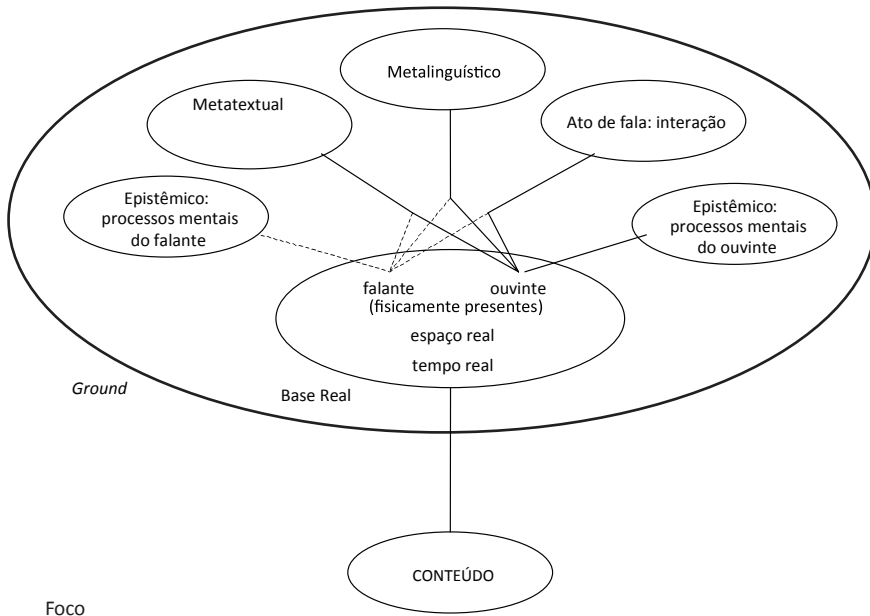 Metalinguístico
Metatextual
Ato de fala: interação
Epistêmico:
processos mentais
do falante
Epistêmico:
processos mentais
do ouvinte
falante
ouvinte
(fisicamente presentes)
espaço real
tempo real
Ground
Base Real
CONTEÚDO
Foco